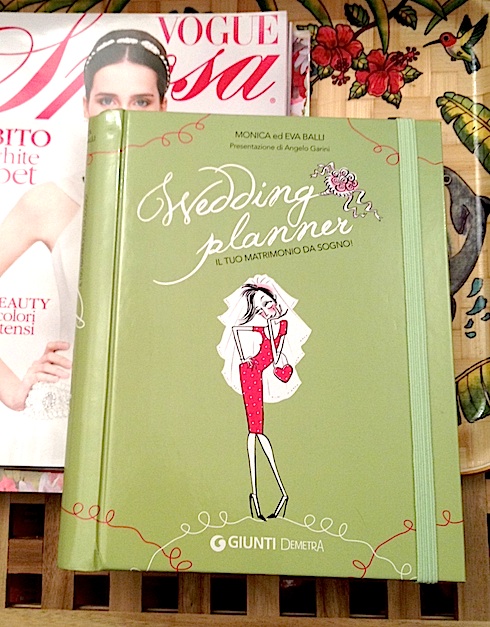 VOGUE
Sposa
BITO
white
pet
BEAUTY
colori
tensi
MONICA ed EVA BALLI
Presentazione di Angelo Garini
Wedding
planner
IL TUO MATRIMONIO DA SOGNO!
GIUNTI DEMETRA